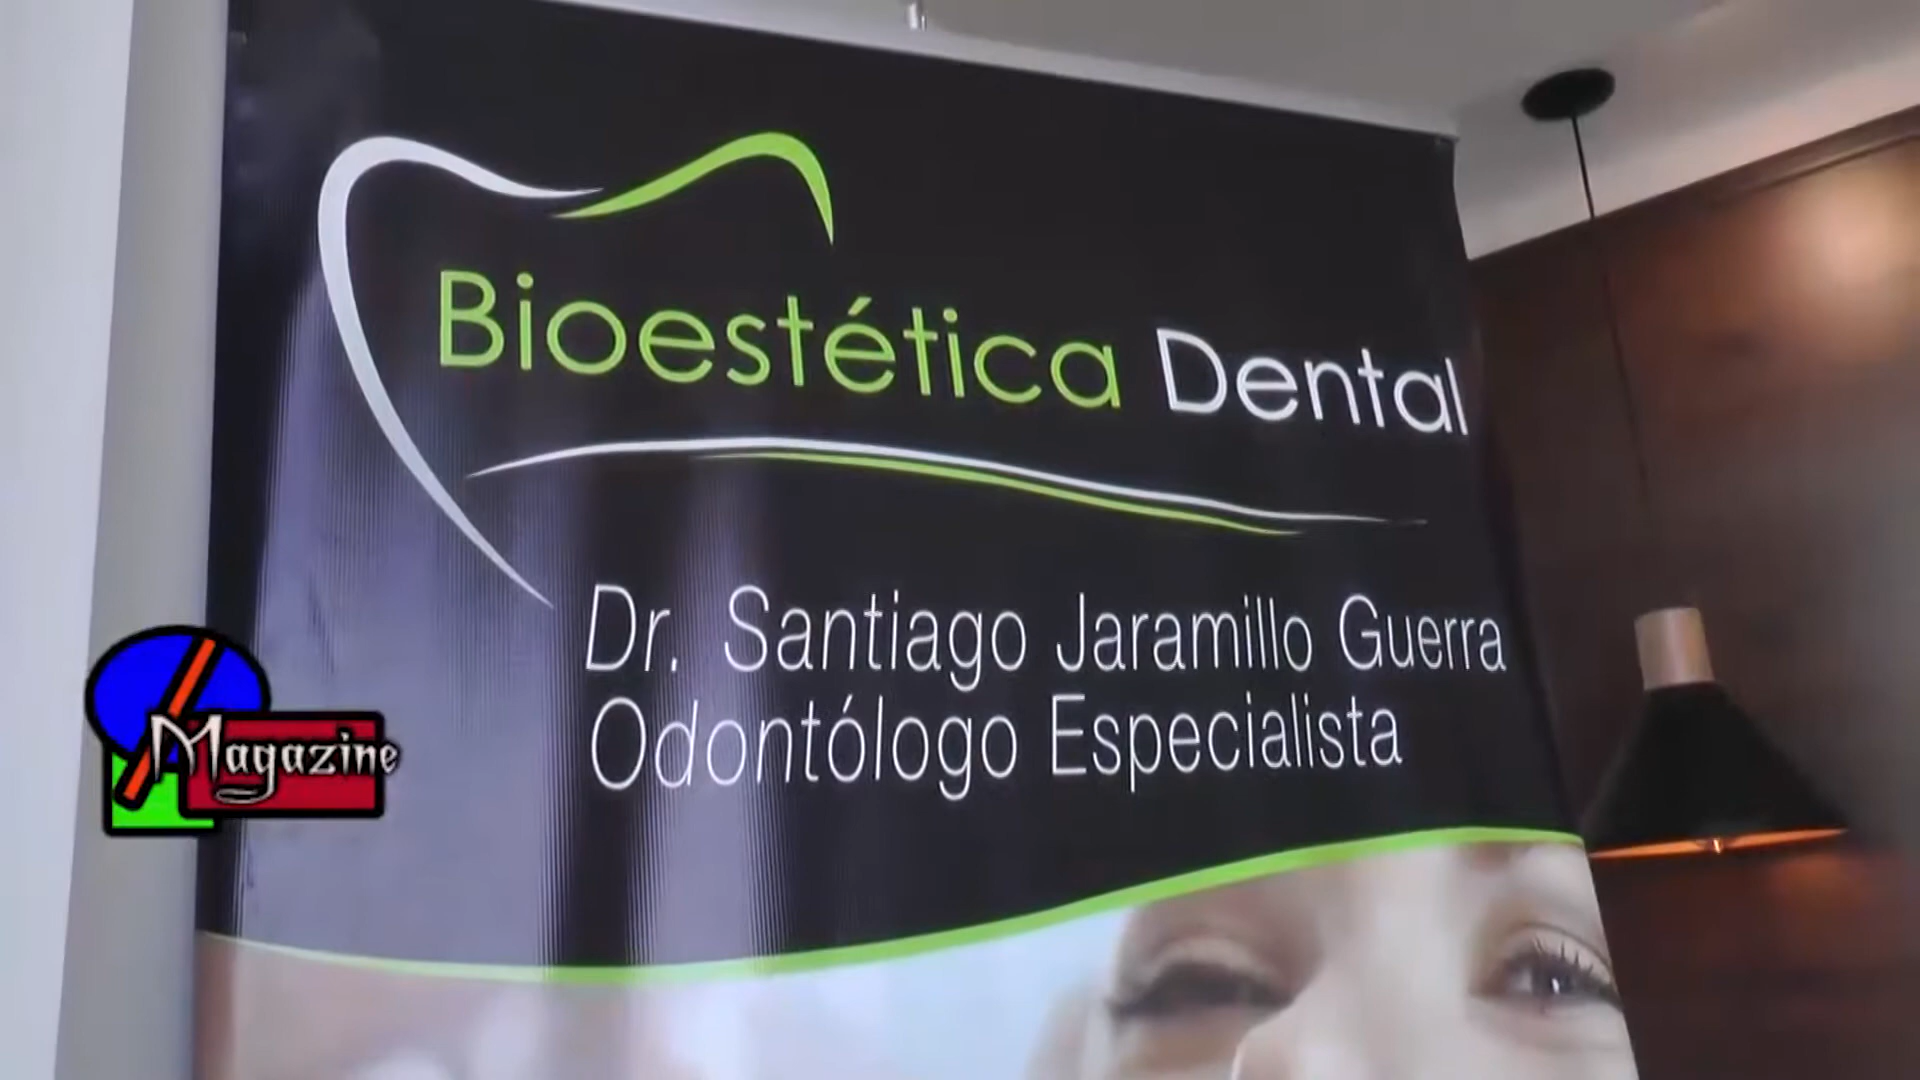 Bioestética Dental
Dr. Santiago Jaramillo Guerra
Odontólogo Especialista
Magazine